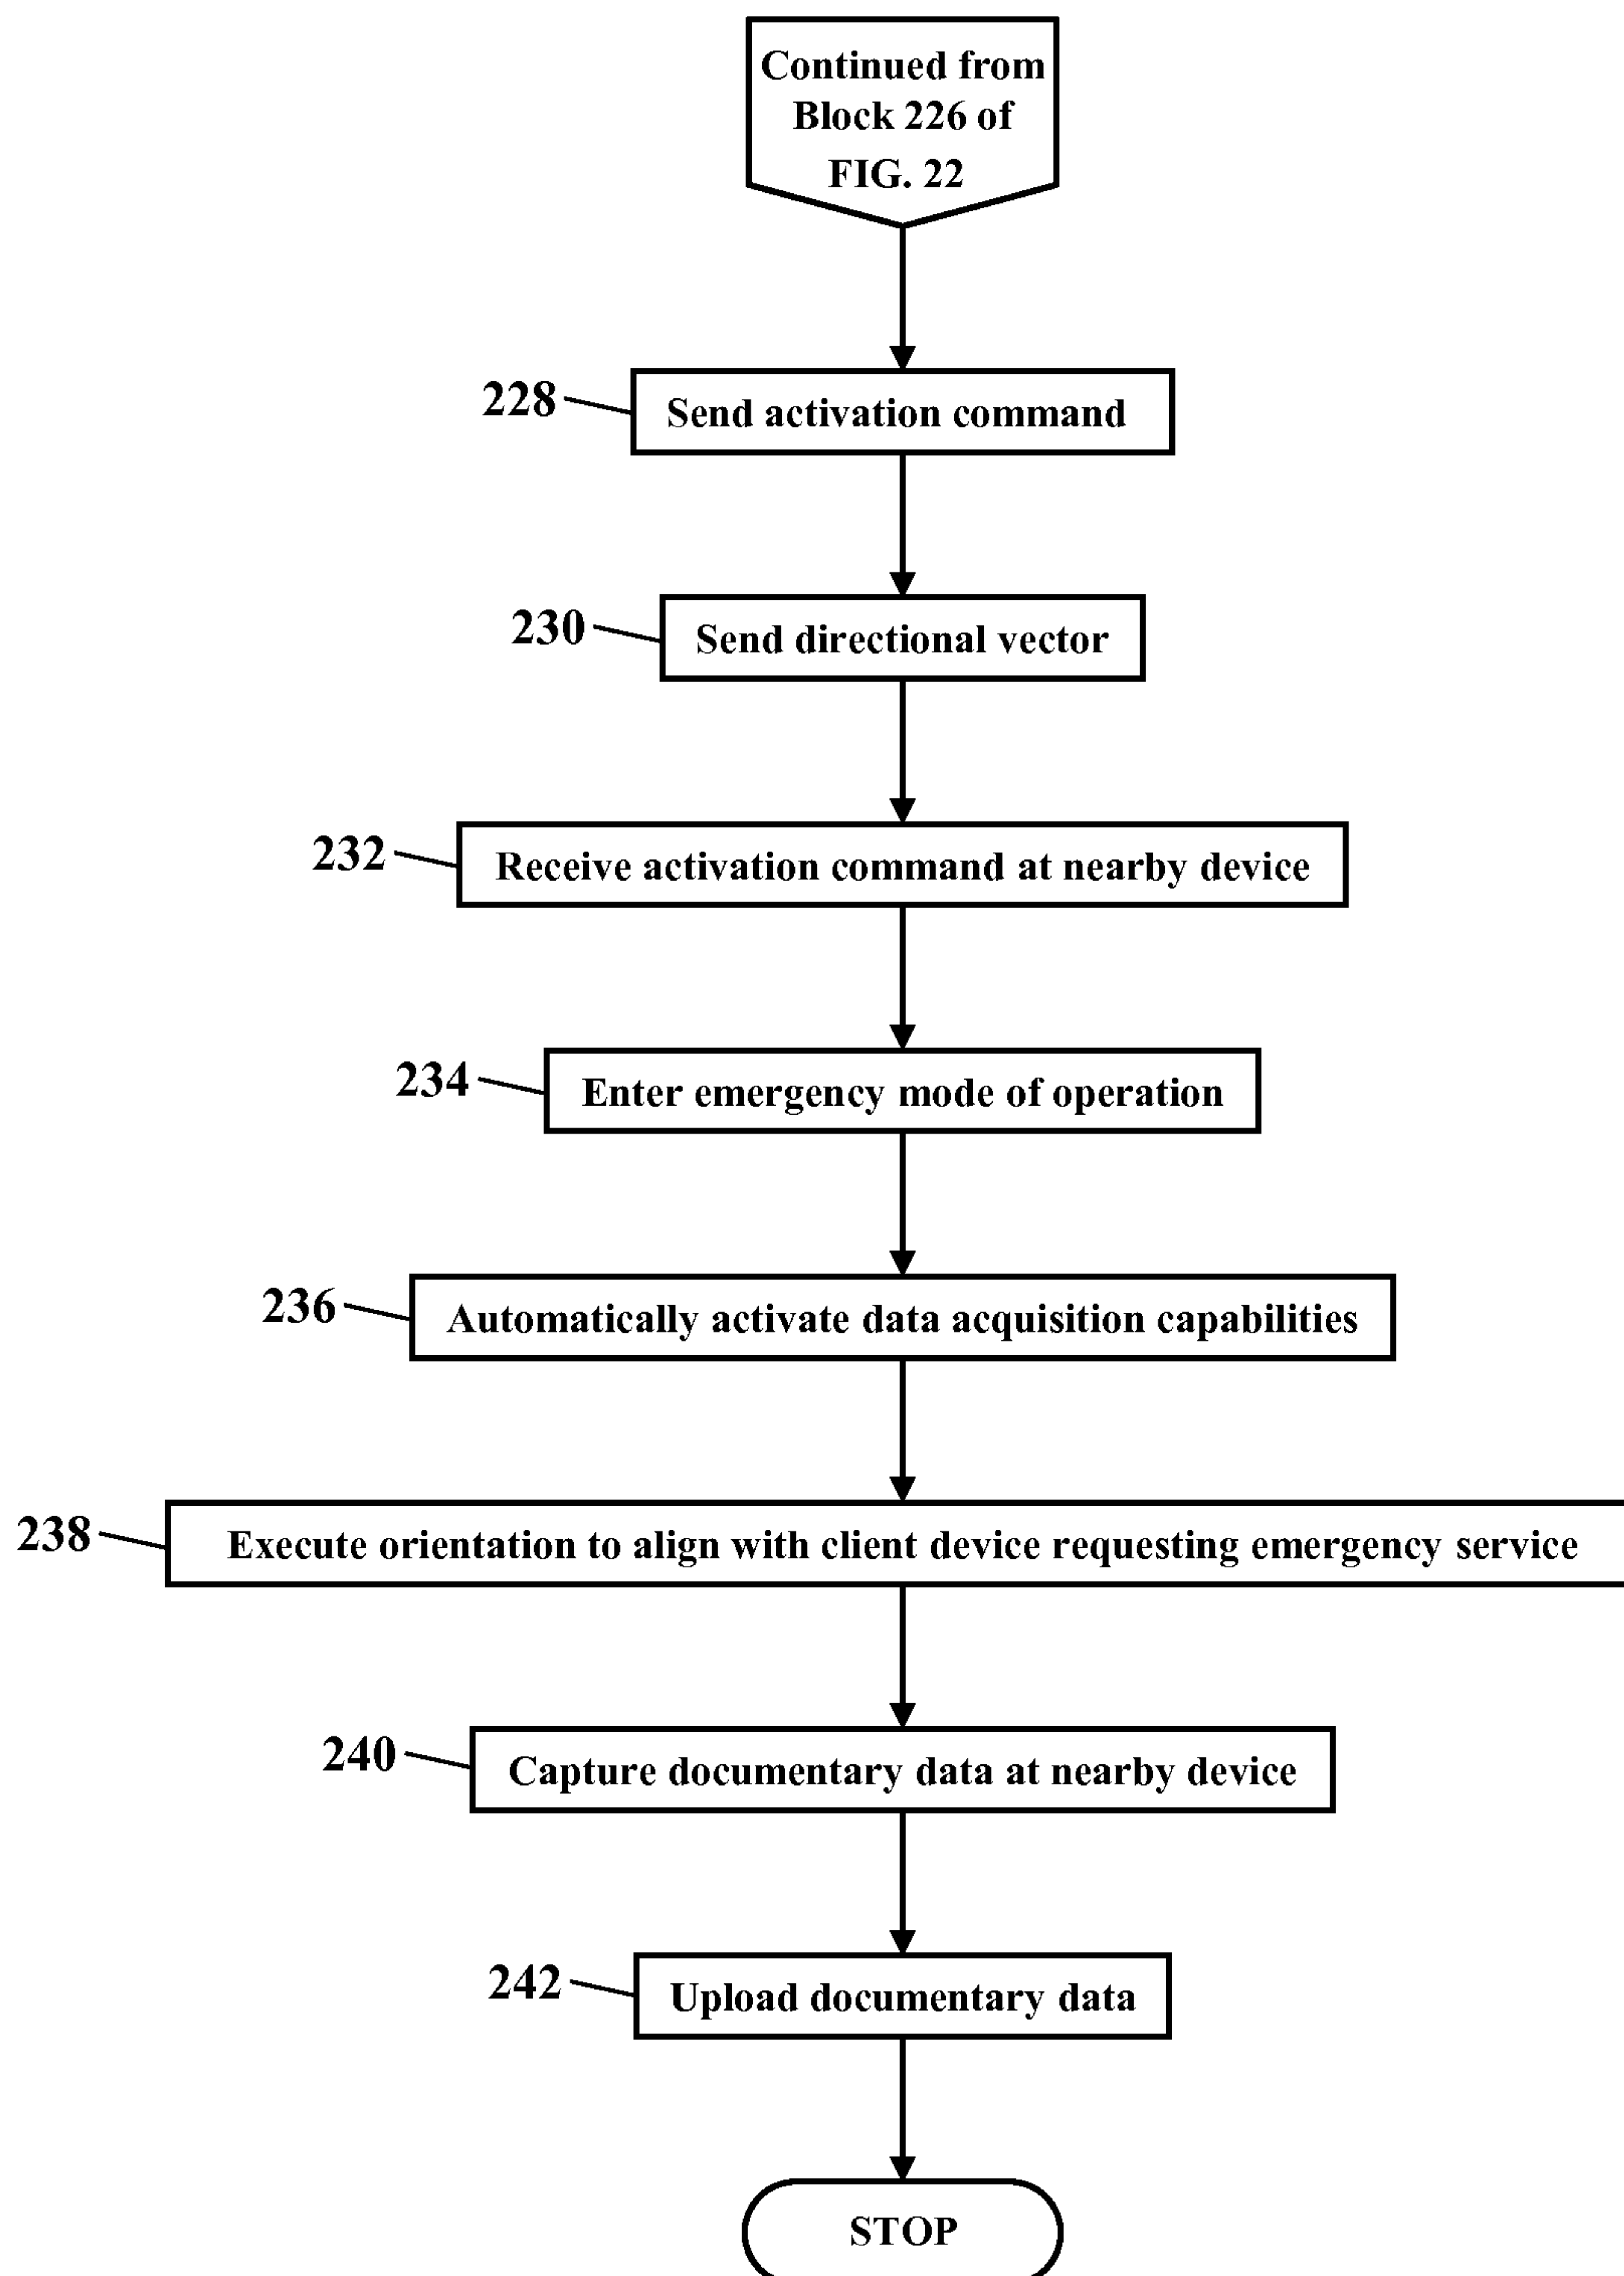 Continued from
Block 226 of
FIG. 22
228
Send activation command
230
Send directional vector
232
Receive activation command at nearby device
234
Enter emergency mode of operation
236
Automatically activate data acquisition capabilities
238
Execute orientation to align with client device requesting emergency service
240
Capture documentary data at nearby device
242
Upload documentary data
STOP